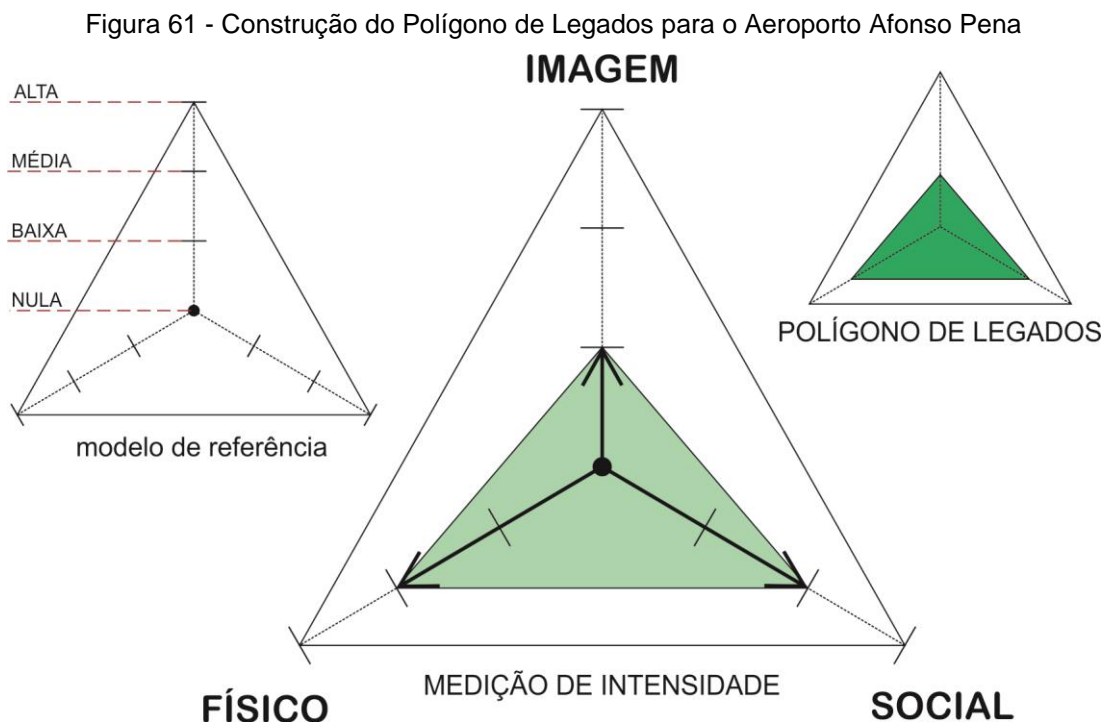 Figura 61 - Construção do Polígono de Legados para o Aeroporto Afonso Pena
IMAGEM
ALTA
MÉDIA
BAIXA
NULA
modelo de referência
POLÍGONO DE LEGADOS
MEDIÇÃO DE INTENSIDADE
FÍSICO
SOCIAL